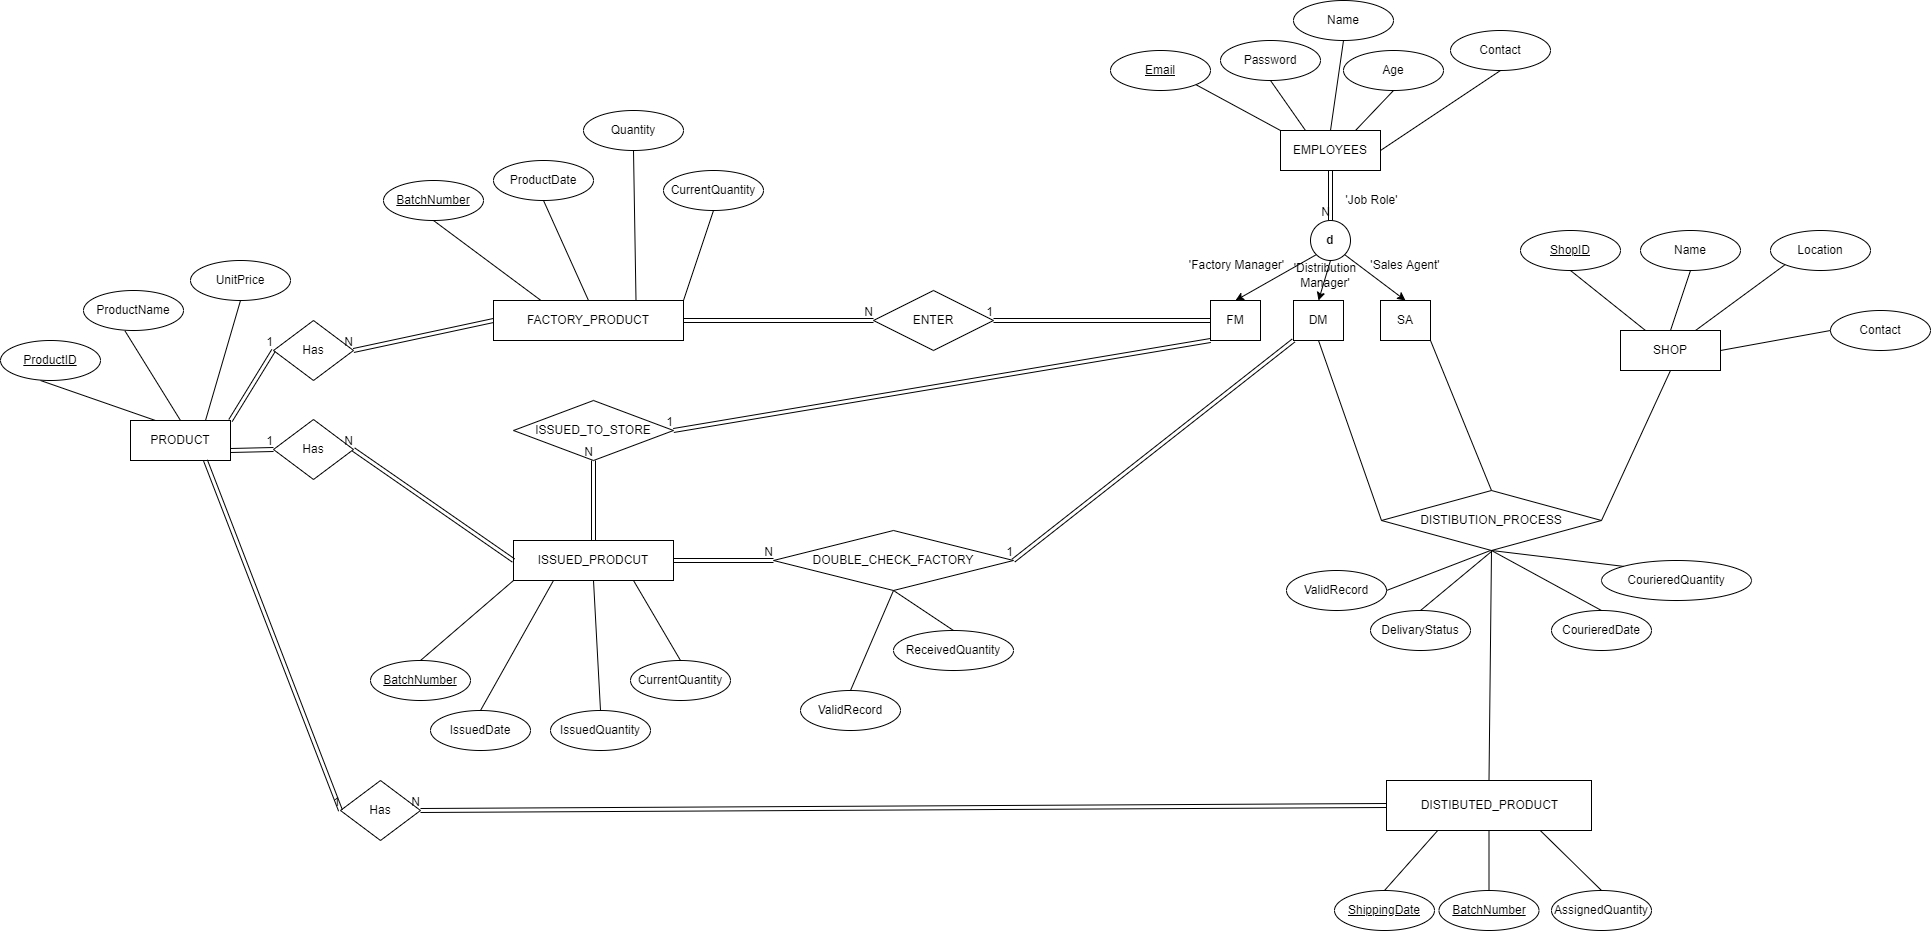 Name
Contact
Password
Email
Age
Quantity
EMPLOYEES
ProductDate
CurrentQuantity
BatchNumber
'Job Role'
N
d
ShopID
Name
Location
'Factory Manager'
'Distribution
Manager'
'Sales Agent'
UnitPrice
ProductName
FACTORY_PRODUCT
N
ENTER
1
FM
DM
SA
Contact
SHOP
ProductID
1
Has
N
PRODUCT
1
Has
N
ISSUED_TO_STORE
1
N
DISTIBUTION_PROCESS
ISSUED_PRODCUT
N
DOUBLE_CHECK_FACTORY
1
ValidRecord
CourieredQuantity
DelivaryStatus
CourieredDate
ReceivedQuantity
BatchNumber
CurrentQuantity
ValidRecord
IssuedDate
IssuedQuantity
1
Has
N
DISTIBUTED_PRODUCT
ShippingDate
BatchNumber
AssignedQuantity